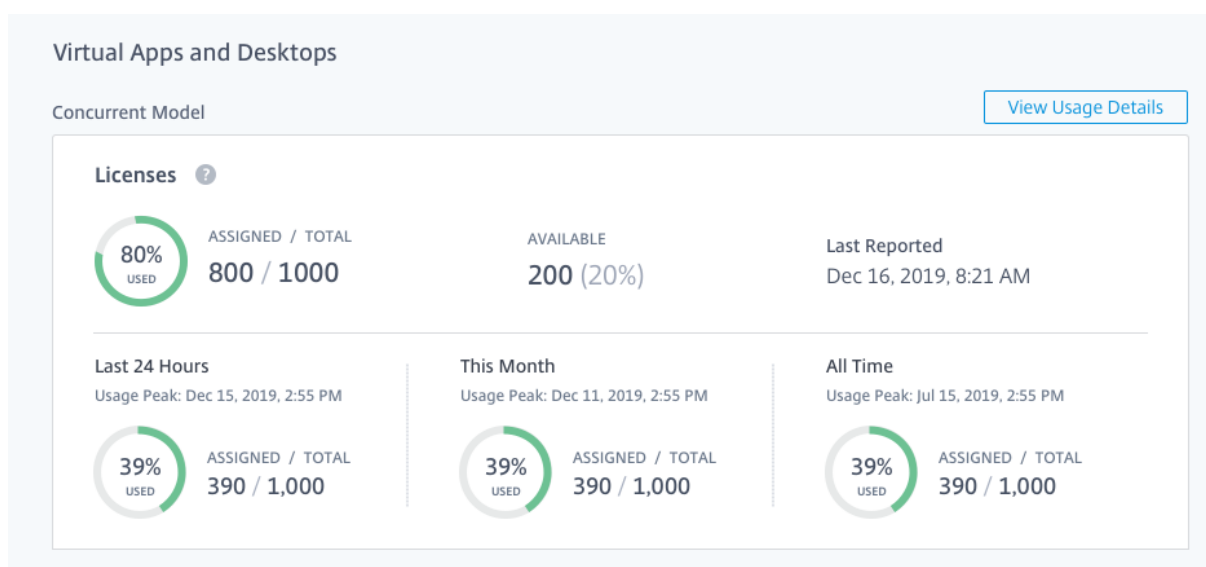 Virtual Apps and Desktops
Concurrent Model
View Usage Details
Licenses ?
80%
USED
ASSIGNED / TOTAL
800 / 1000
AVAILABLE
200 (20%)
Last Reported
Dec 16, 2019, 8:21 AM
Last 24 Hours
Usage Peak: Dec 15, 2019, 2:55 PM
39%
USED
ASSIGNED / TOTAL
390 / 1,000
This Month
Usage Peak: Dec 11, 2019, 2:55 PM
39%
USED
ASSIGNED / TOTAL
390 / 1,000
All Time
Usage Peak: Jul 15, 2019, 2:55 PM
39%
USED
ASSIGNED / TOTAL
390 / 1,000